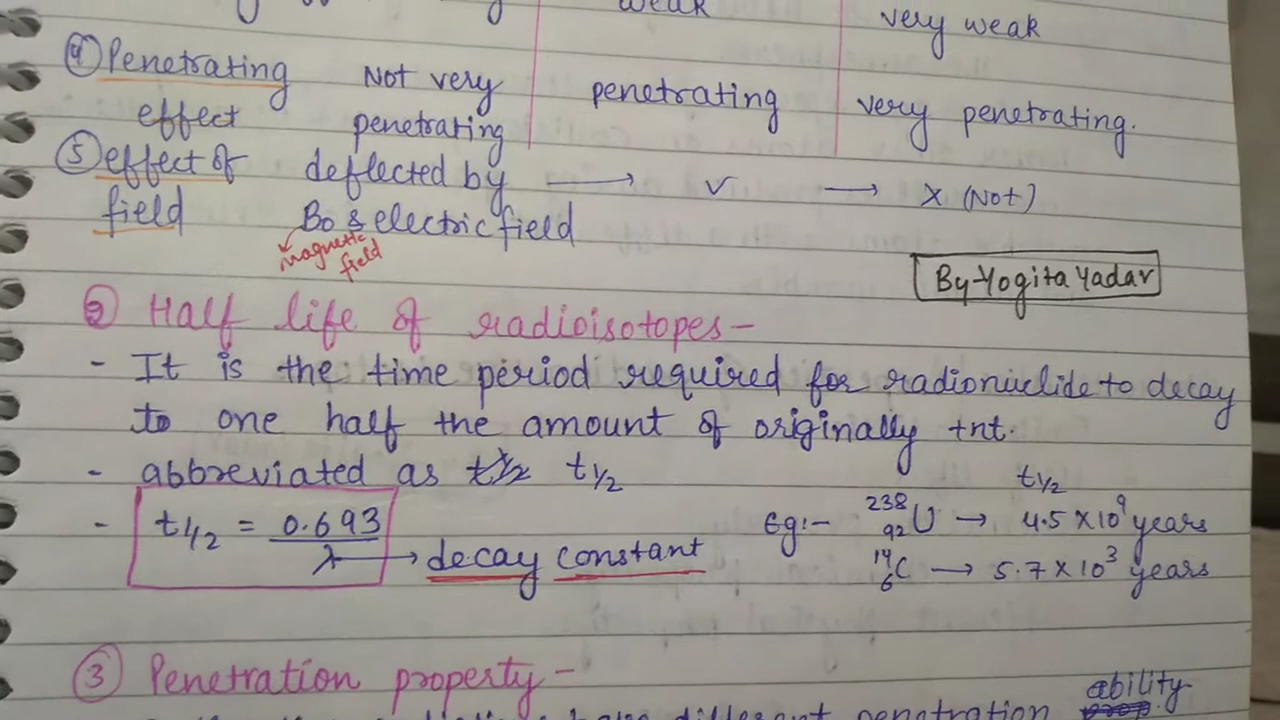 weak very weak
④ Penetrating Not very penetrating very penetrating.
effect penetrating
⑤ effect of deflected by → ✓ → X (Not)
field Bo & electric field
magnetic
field
By-Yogita Yadav
② Half life of radioisotopes -
- It is the time period required for radionuclide to decay
to one half the amount of originally tnt.
- abbreviated as t½ t1/2
t1/2
- t1/2 = 0.693
λ → decay constant
Eg:- ²³⁸₉₂U → 4.5 × 10⁹ years
¹⁴₆C → 5.7 × 10³ years
③ Penetration property -
ability
different penetration